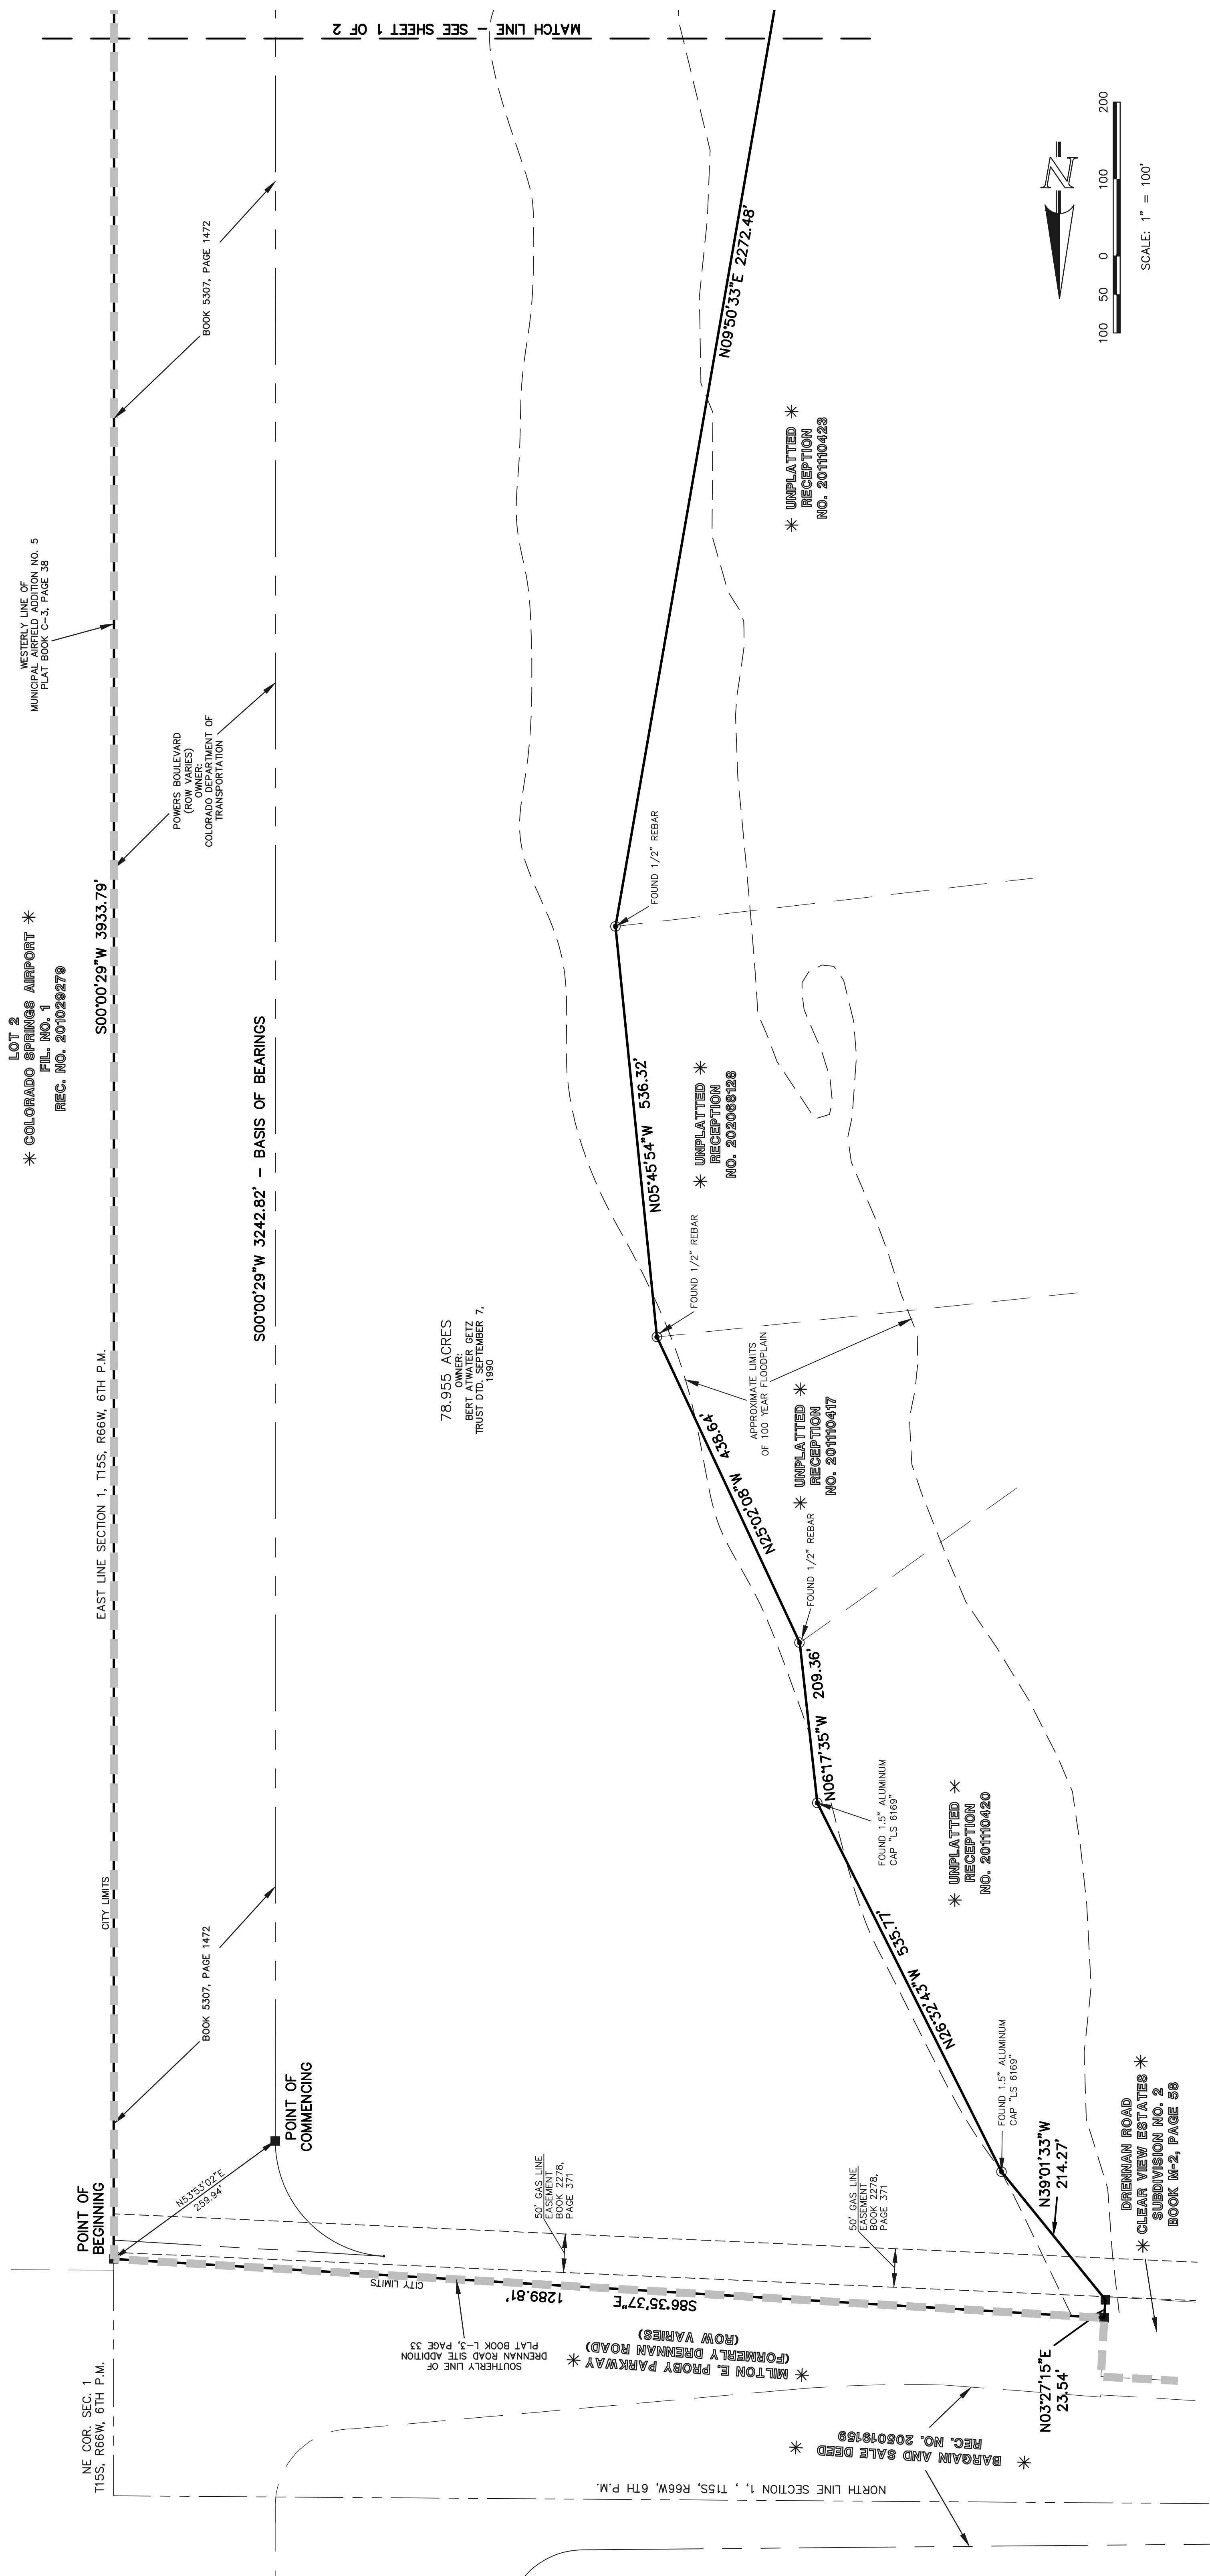 MATCH LINE – SEE SHEET 1 OF 2
BOOK 5307, PAGE 1472
200
100
0
50
100
SCALE: 1" = 100'
N
N09°50'33"E 2272.48'
✳ UNPLATTED ✳
RECEPTION
NO. 201110423
WESTERLY LINE OF
MUNICIPAL AIRFIELD ADDITION NO. 5
PLAT BOOK C-3, PAGE 38
POWERS BOULEVARD
(ROW VARIES)
OWNER:
COLORADO DEPARTMENT OF
TRANSPORTATION
FOUND 1/2" REBAR
LOT 2
✳ COLORADO SPRINGS AIRPORT ✳
FIL. NO. 1
REC. NO. 201029279
S00°00'29"W 3933.79'
S00°00'29"W 3242.82' – BASIS OF BEARINGS
N05°45'54"W 536.32'
✳ UNPLATTED ✳
RECEPTION
NO. 202068128
FOUND 1/2" REBAR
EAST LINE SECTION 1, T15S, R66W, 6TH P.M.
78.955 ACRES
OWNER:
BERT ATWATER GETZ
TRUST DTD. SEPTEMBER 7,
1990
APPROXIMATE LIMITS
OF 100 YEAR FLOODPLAIN
N25°02'08"W 438.64'
✳ UNPLATTED ✳
RECEPTION
NO. 201110417
FOUND 1/2" REBAR
N06°17'35"W 209.36'
FOUND 1.5" ALUMINUM
CAP "LS 6169"
✳ UNPLATTED ✳
RECEPTION
NO. 201110420
CITY LIMITS
BOOK 5307, PAGE 1472
N26°32'43"W 535.77'
POINT OF
COMMENCING
FOUND 1.5" ALUMINUM
CAP "LS 6169"
N39°01'33"W
214.27'
DRENNAN ROAD
✳ CLEAR VIEW ESTATES ✳
SUBDIVISION NO. 2
BOOK M-2, PAGE 58
POINT OF
BEGINNING
N53°53'02"E
259.94'
50' GAS LINE
EASEMENT
BOOK 2278,
PAGE 371
50' GAS LINE
EASEMENT
BOOK 2278,
PAGE 371
CITY LIMITS
S86°35'37"E
1289.81'
SOUTHERLY LINE OF
DRENNAN ROAD SITE ADDITION
PLAT BOOK L-3, PAGE 33
✳ MILTON E. PROBY PARKWAY ✳
(FORMERLY DRENNAN ROAD)
(ROW VARIES)
N03°27'15"E
23.54'
NE COR. SEC. 1
T15S, R66W, 6TH P.M.
✳ BARGAIN AND SALE DEED ✳
REC. NO. 205019159
NORTH LINE SECTION 1, , T15S, R66W, 6TH P.M.